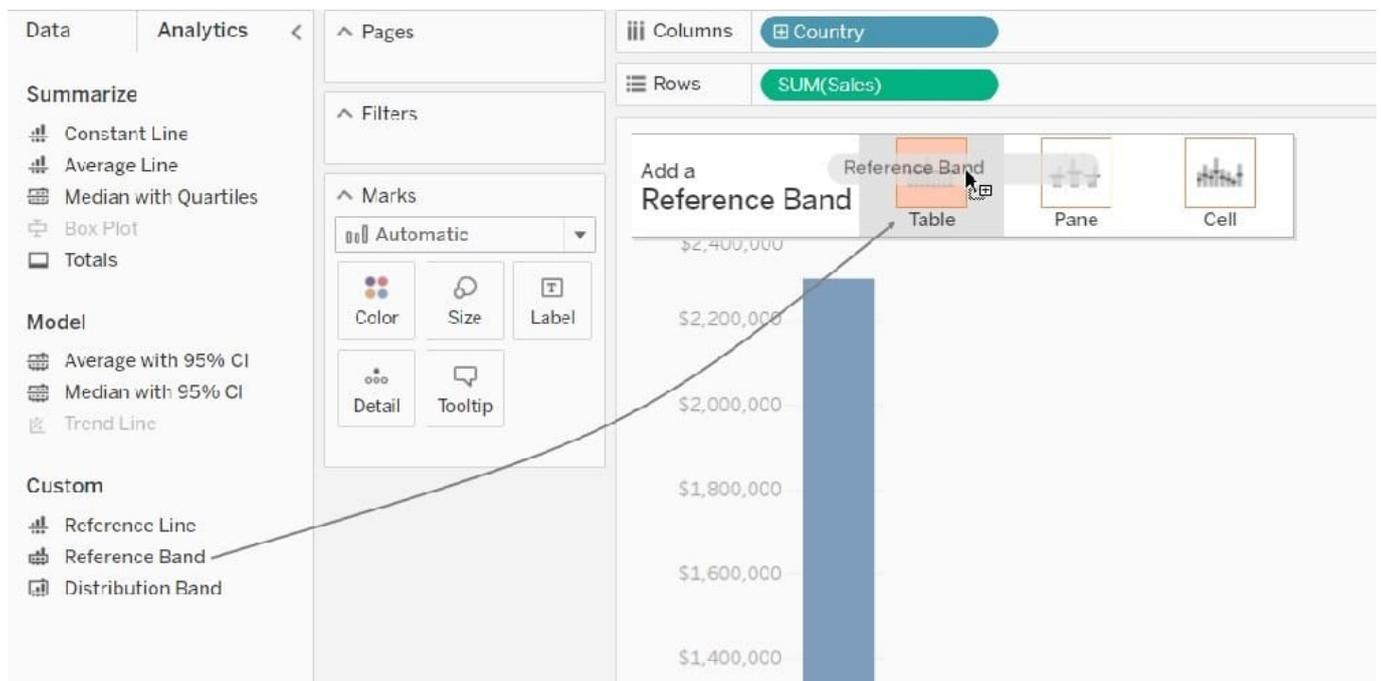 Data
Analytics
Summarize
Constant Line
Average Line
Median with Quartiles
Box Plot
Totals
Model
Average with 95% CI
Median with 95% CI
Trend Line
Custom
Reference Line
Reference Band
Distribution Band
Pages
Filters
Marks
Automatic
Color
Size
Label
Detail
Tooltip
Columns
Country
Rows
SUM(Sales)
Add a
Reference Band
Reference Band
Table
Pane
Cell
$2,400,000
$2,200,000
$2,000,000
$1,800,000
$1,600,000
$1,400,000